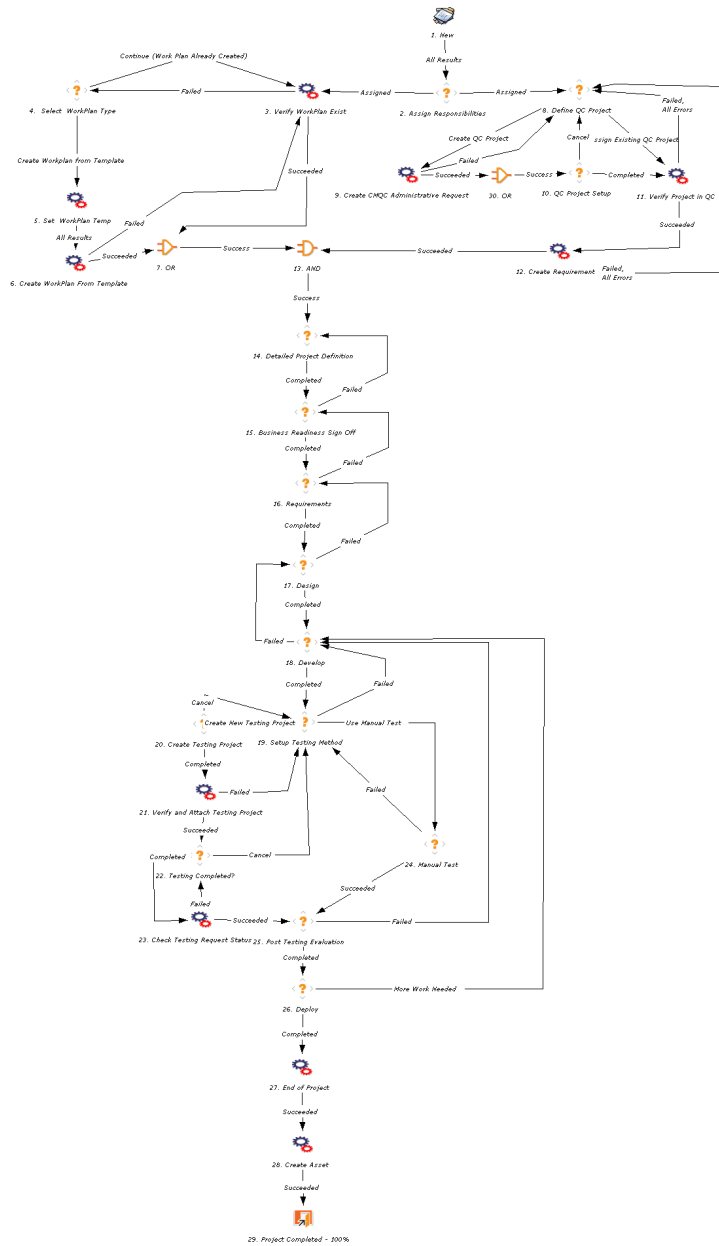 1. New
All Results
Continue (Work Plan Already Created)
Failed
Assigned
Assigned
Failed,
All Errors
4. Select WorkPlan Type
3. Verify WorkPlan Exist
2. Assign Responsibilities
8. Define QC Project
Create QC Project
Cancel
ssign Existing QC Project
Failed
Create Workplan from Template
Succeeded
Succeeded
Success
Completed
9. Create CMQC Administrative Request
30. OR
10. QC Project Setup
11. Verify Project in QC
5. Set WorkPlan Temp
Failed
All Results
Succeeded
Succeeded
Success
Succeeded
6. Create WorkPlan From Template
7. OR
13. AND
12. Create Requirement
Failed,
All Errors
Success
14. Detailed Project Definition
Completed
Failed
15. Business Readiness Sign Off
Completed
Failed
16. Requirements
Completed
Failed
17. Design
Completed
Failed
18. Develop
Completed
Failed
Cancel
Create New Testing Project
Use Manual Test
20. Create Testing Project
19. Setup Testing Method
Completed
Failed
Failed
21. Verify and Attach Testing Project
Succeeded
Completed
Cancel
24. Manual Test
22. Testing Completed?
Succeeded
Failed
Succeeded
Failed
23. Check Testing Request Status
25. Post Testing Evaluation
Completed
More Work Needed
26. Deploy
Completed
27. End of Project
Succeeded
28. Create Asset
Succeeded
29. Project Completed - 100%